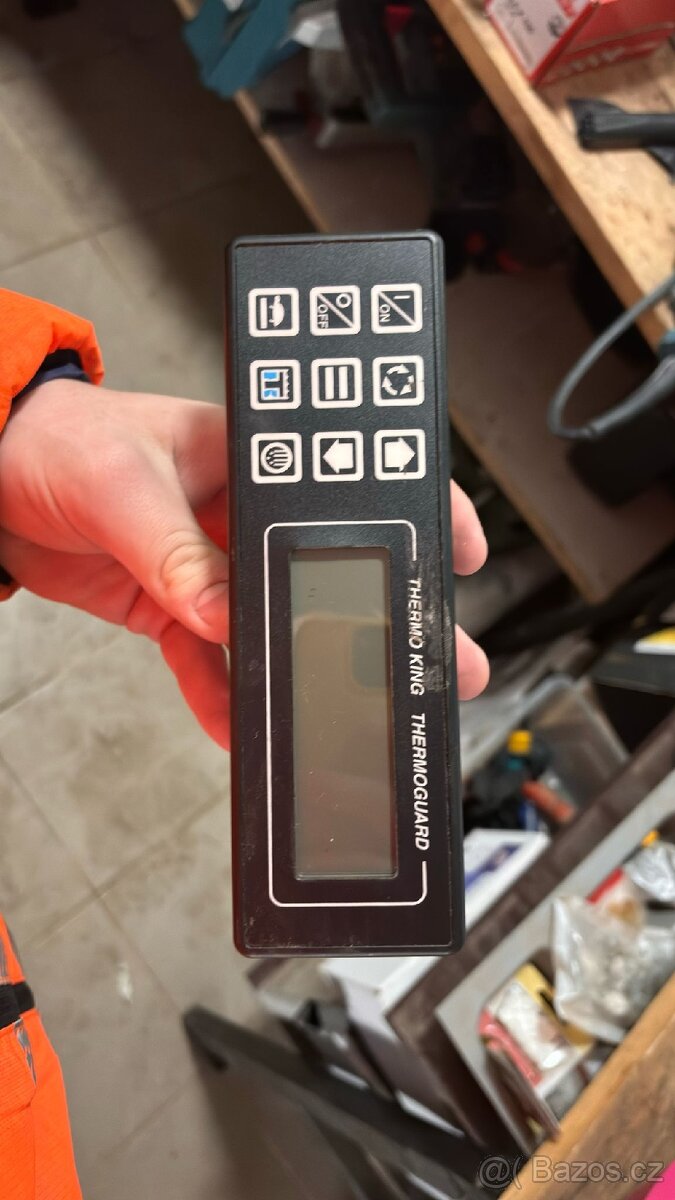 THERMO KING THERMOGUARD
I/ON
O/OFF
@( Bazos.cz